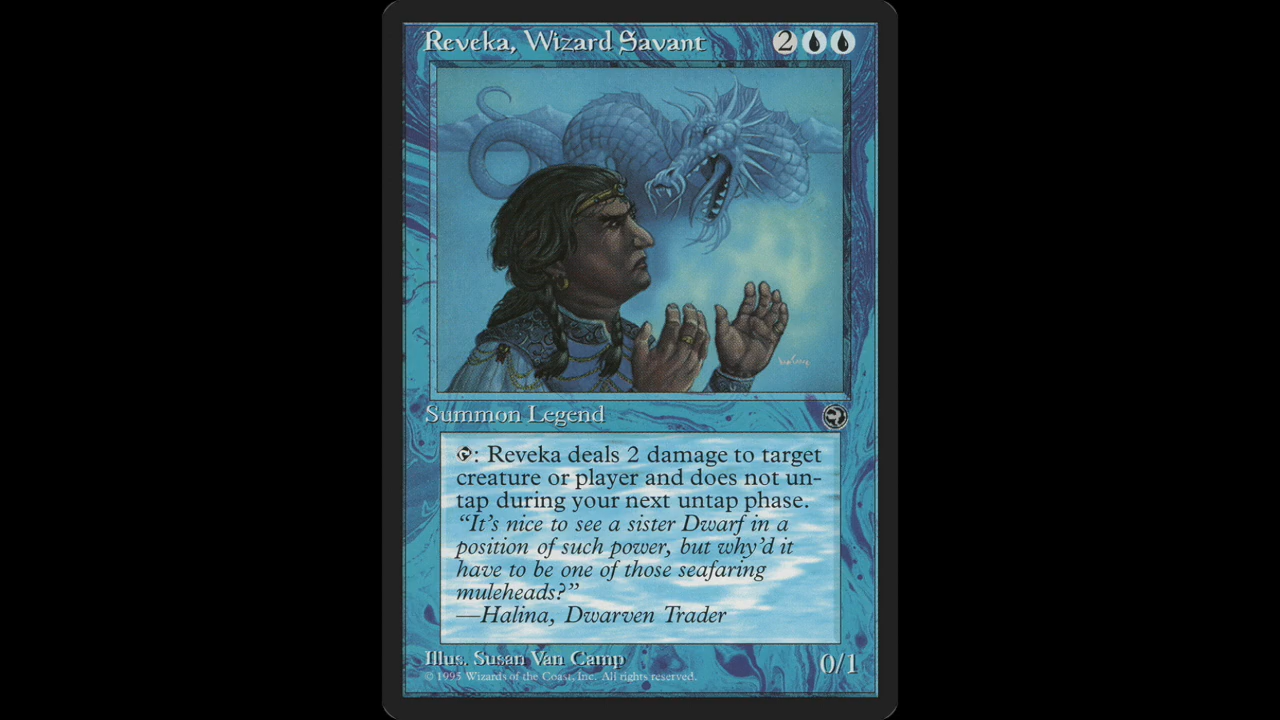 Reveka, Wizard Savant 2
Summon Legend
: Reveka deals 2 damage to target
creature or player and does not un-
tap during your next untap phase.
“It’s nice to see a sister Dwarf in a
position of such power, but why’d it
have to be one of those seafaring
muleheads?”
—Halina, Dwarven Trader
Illus. Susan Van Camp
0/1
© 1995 Wizards of the Coast, Inc. All rights reserved.